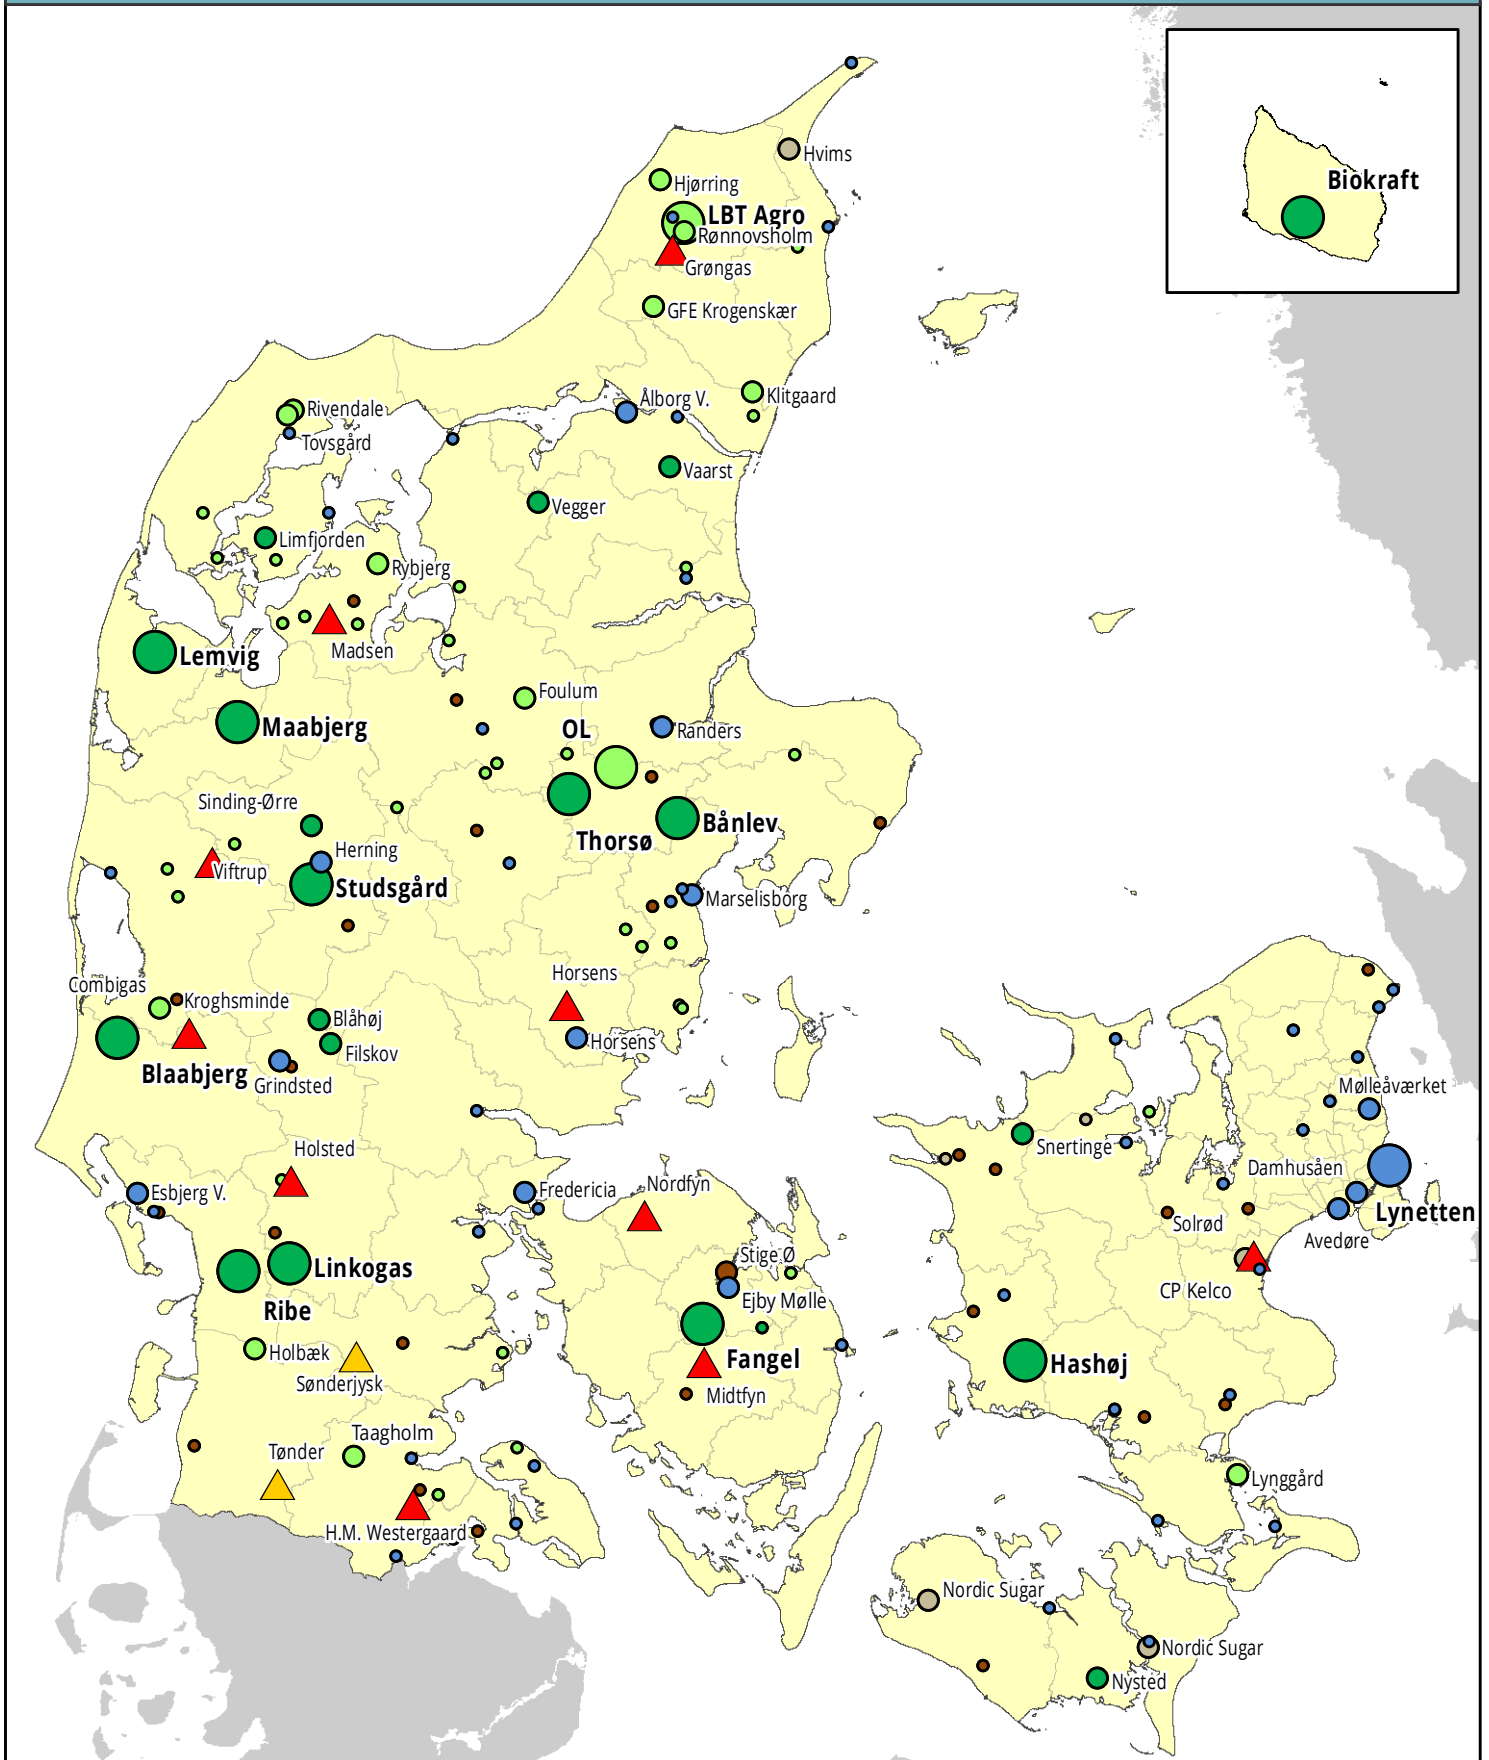 Biokraft
Hvims
Hjørring
LBT Agro
Rønnovsholm
Grøngas
GFE Krogenskær
Klitgaard
Ålborg V.
Rivendale
Tovsgård
Vaarst
Vegger
Limfjorden
Rybjerg
Madsen
Lemvig
Foulum
Maabjerg
OL
Randers
Sinding-Ørre
Thorsø
Bånlev
Herning
Viftrup
Studsgård
Marselisborg
Horsens
Combigas
Kroghsminde
Blåhøj
Horsens
Filskov
Blaabjerg
Grindsted
Mølleåværket
Snertinge
Holsted
Damhusåen
Nordfyn
Esbjerg V.
Fredericia
Lynetten
Solrød
Avedøre
Stige Ø
Linkogas
CP Kelco
Ejby Mølle
Ribe
Holbæk
Fangel
Hashøj
Sønderjysk
Midtfyn
Taagholm
Tønder
Lynggård
H.M. Westergaard
Nordic Sugar
Nordic Sugar
Nysted